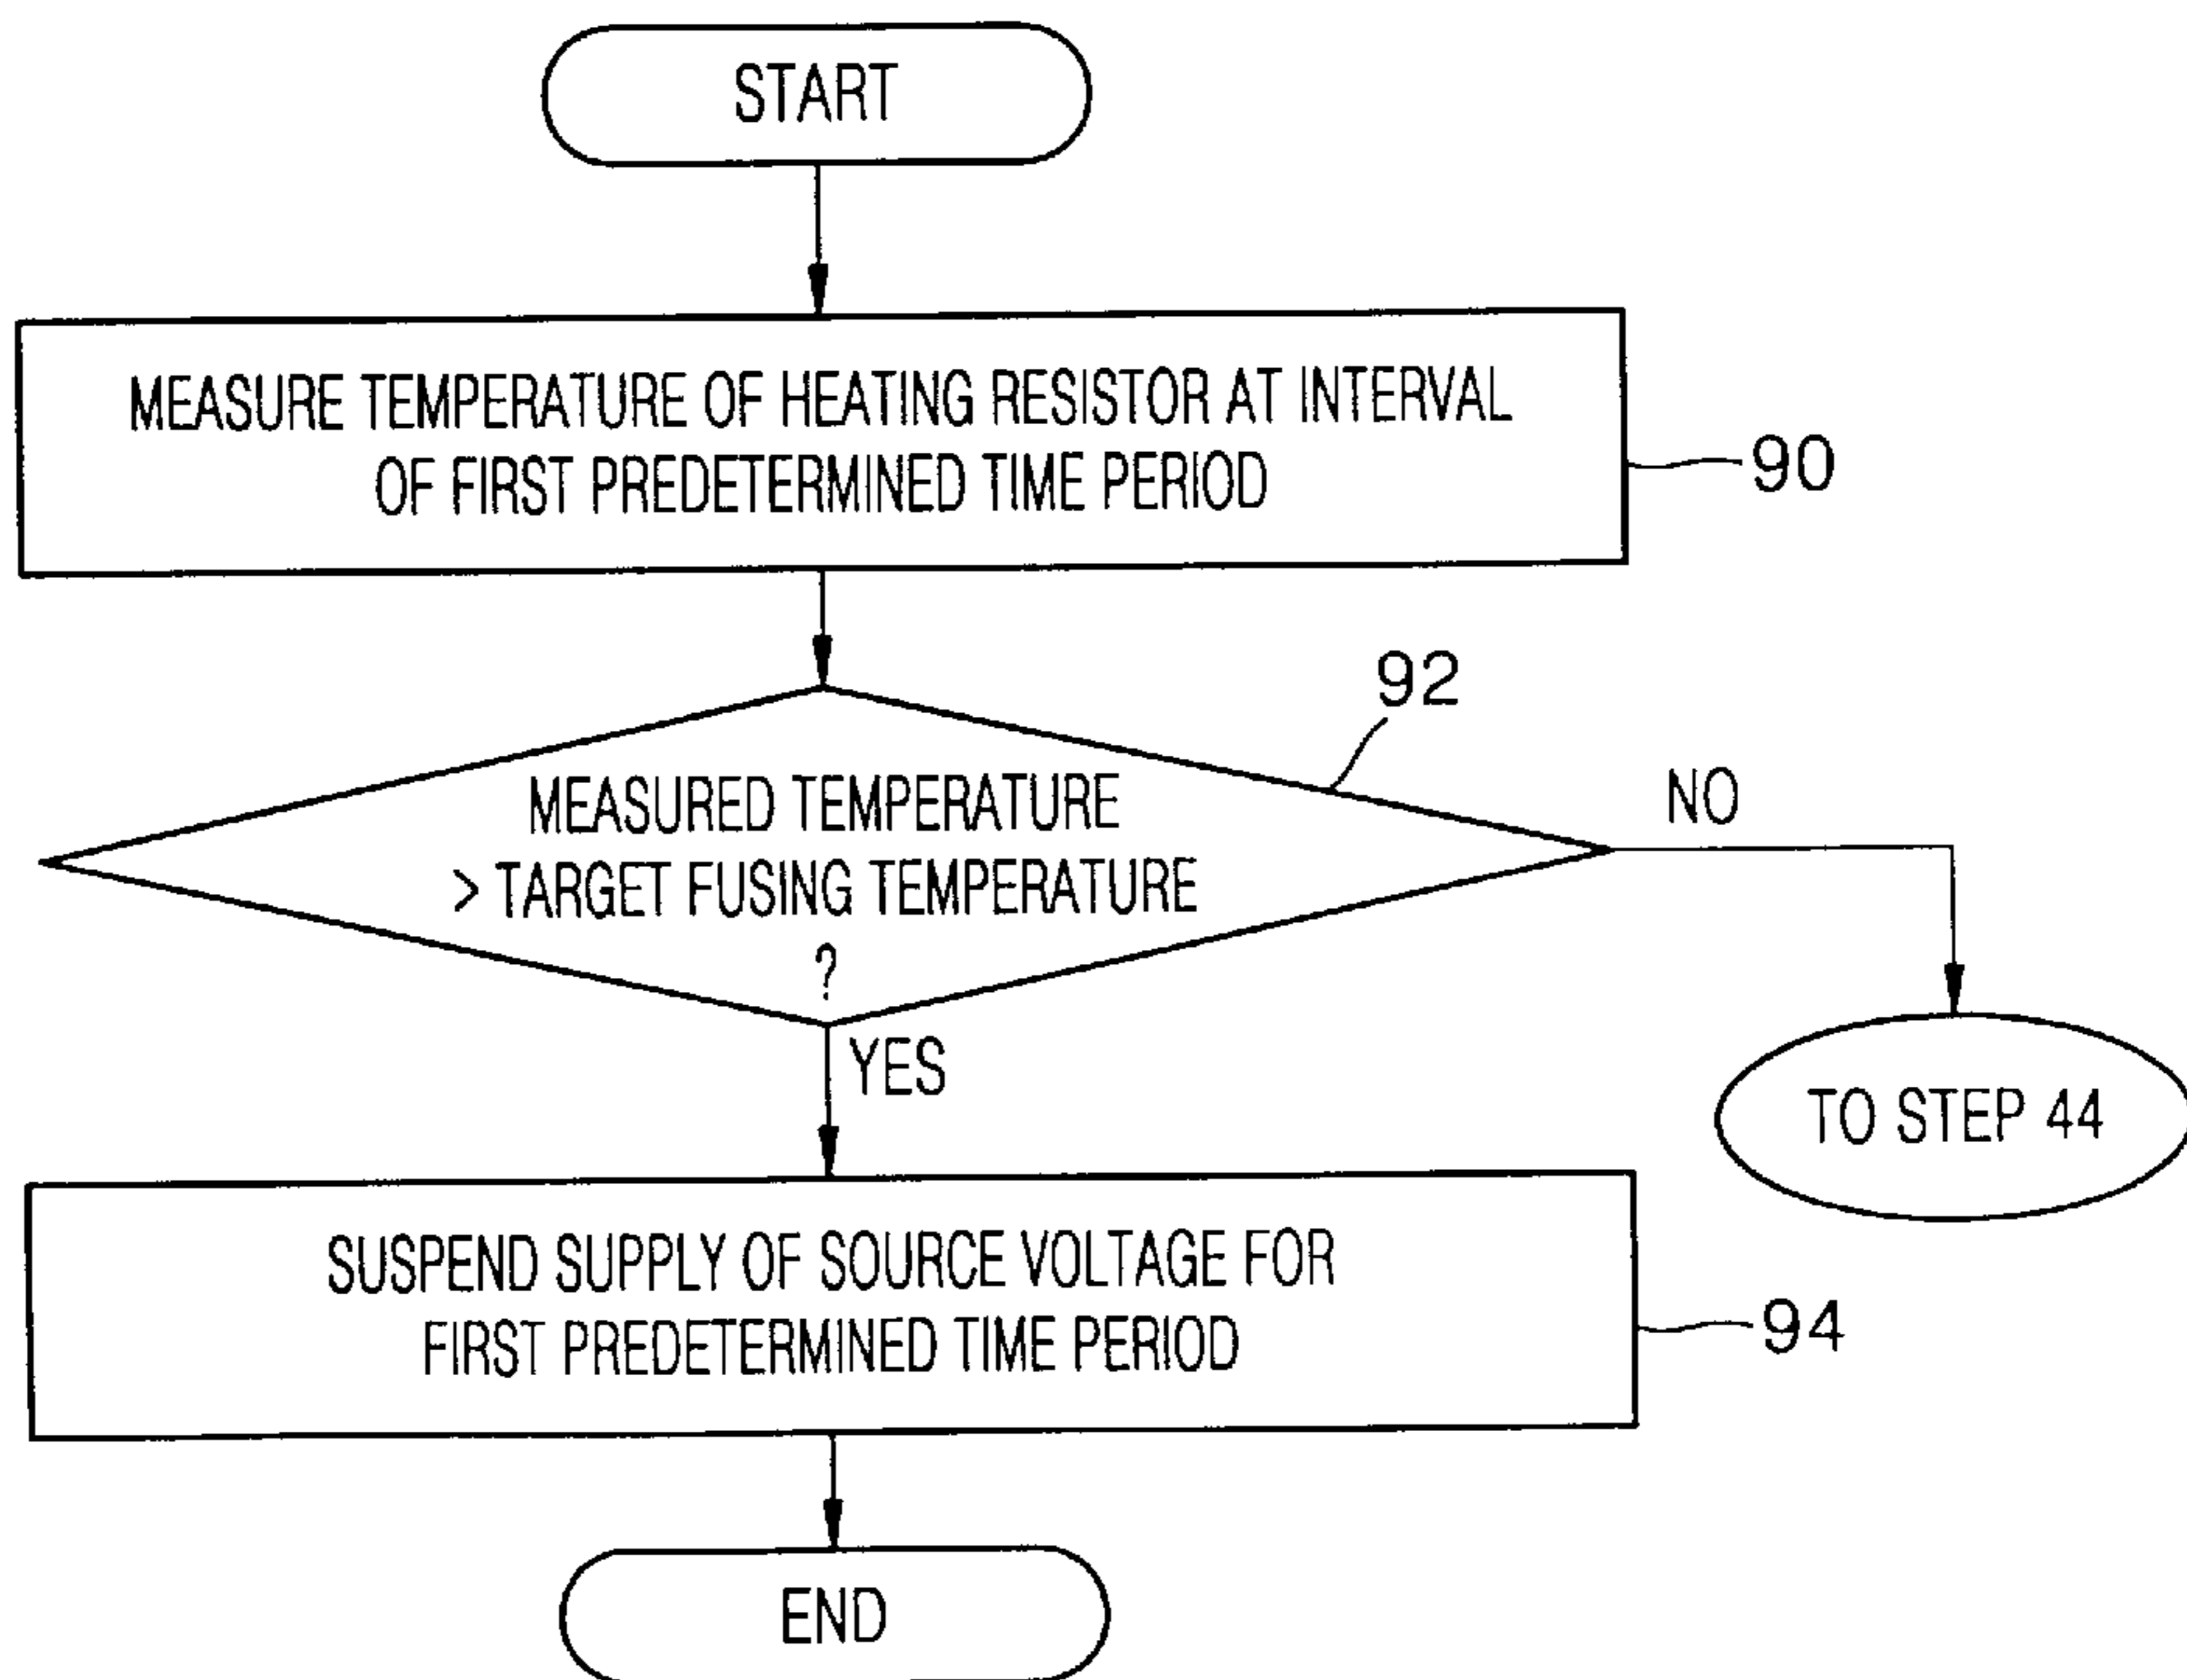 START
MEASURE TEMPERATURE OF HEATING RESISTOR AT INTERVAL
OF FIRST PREDETERMINED TIME PERIOD
90
92
MEASURED TEMPERATURE
> TARGET FUSING TEMPERATURE
?
NO
YES
TO STEP 44
SUSPEND SUPPLY OF SOURCE VOLTAGE FOR
FIRST PREDETERMINED TIME PERIOD
94
END